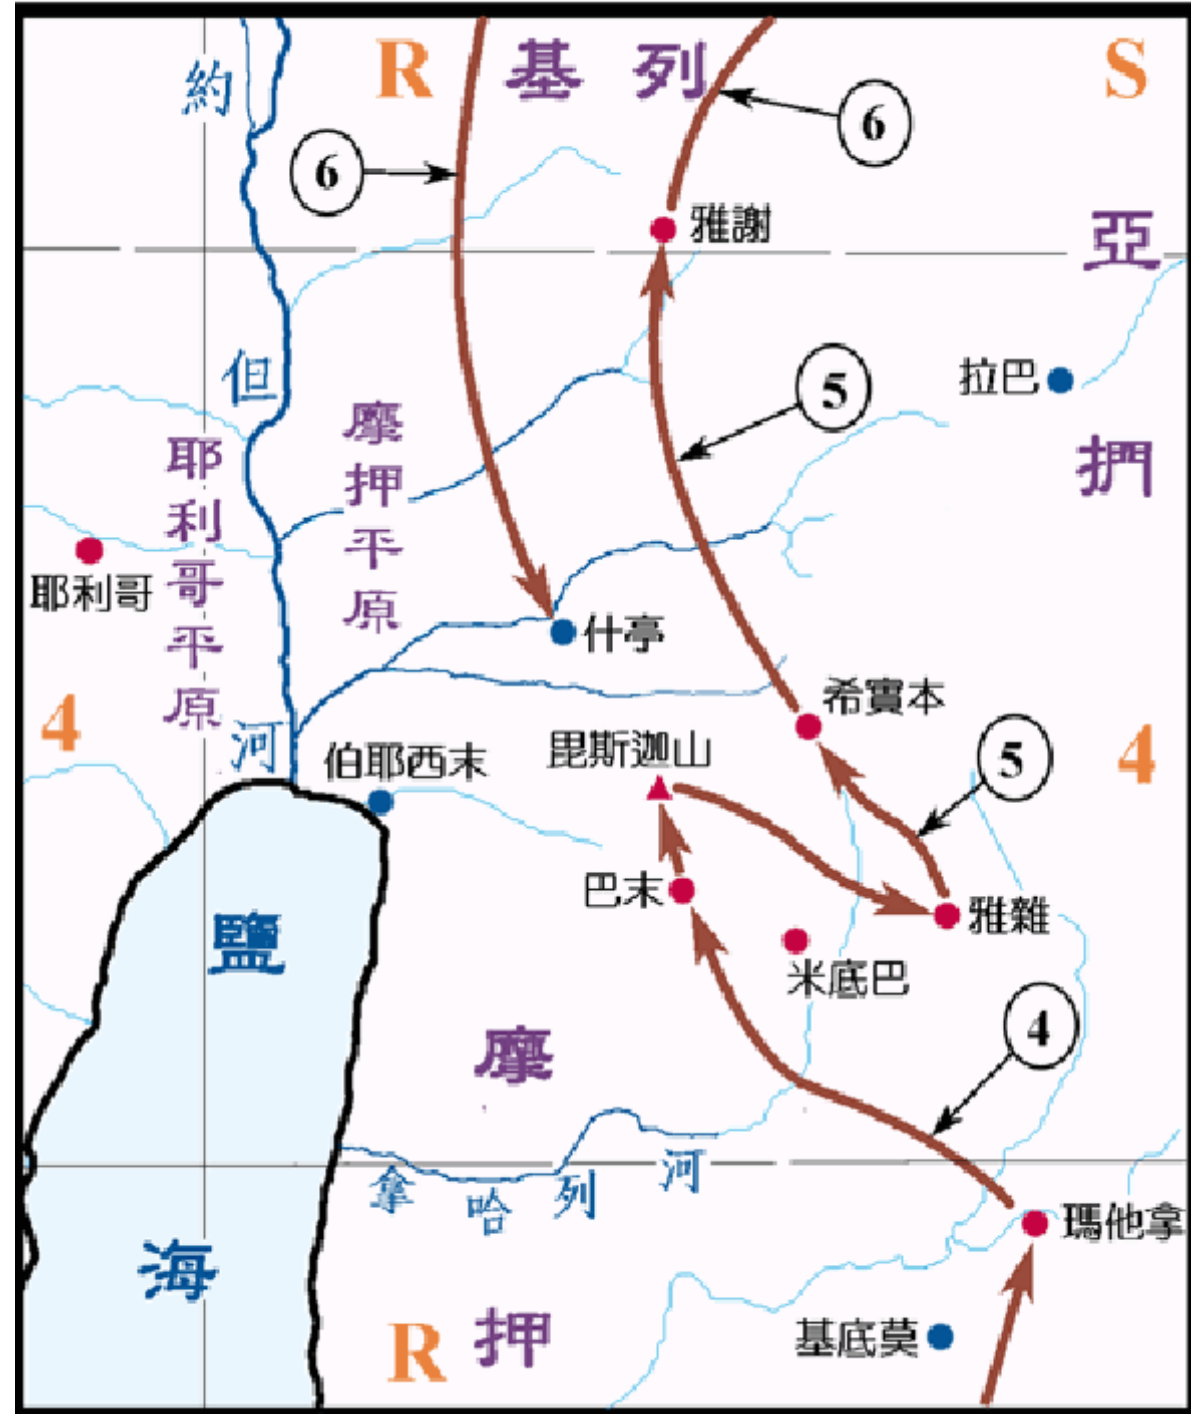 R 基列 S
約
6
6
雅謝
亞捫
但
拉巴
5
摩押平原
耶利哥平原
耶利哥
什亭
希實本
4
河
伯耶西末
毘斯迦山
5
4
巴末
雅雜
米底巴
鹽海
4
摩押
拿哈列河
瑪他拿
R
基底莫